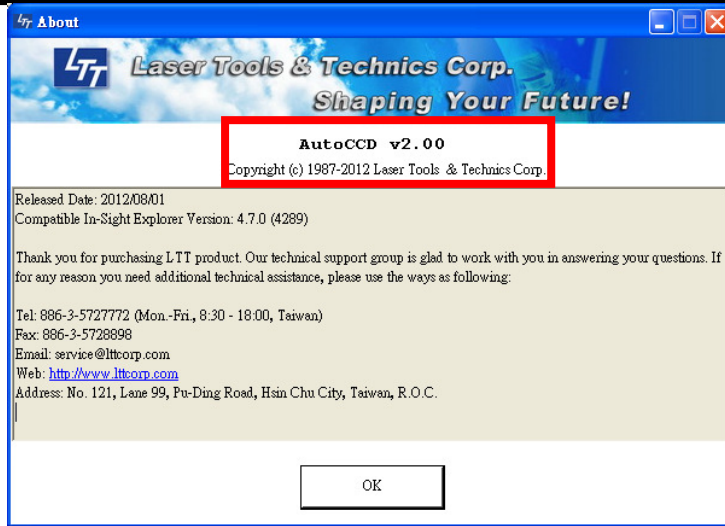 LTT About
LTT Laser Tools & Technics Corp.
Shaping Your Future!
AutoCCD v2.00
Copyright (c) 1987-2012 Laser Tools & Technics Corp.
Released Date: 2012/08/01
Compatible In-Sight Explorer Version: 4.7.0 (4289)
Thank you for purchasing LTT product. Our technical support group is glad to work with you in answering your questions. If
for any reason you need additional technical assistance, please use the ways as following:
Tel: 886-3-5727772 (Mon.-Fri., 8:30 - 18:00, Taiwan)
Fax: 886-3-5728898
Email: service@lttcorp.com
Web: http://www.lttcorp.com
Address: No. 121, Lane 99, Pu-Ding Road, Hsin Chu City, Taiwan, R.O.C.
OK